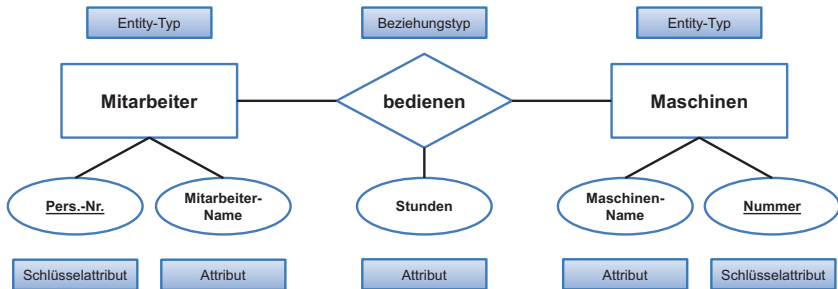 Entity-Typ
Beziehungstyp
Entity-Typ
Mitarbeiter
bedienen
Maschinen
Pers.-Nr.
Mitarbeiter-
Name
Stunden
Maschinen-
Name
Nummer
Schlüsselattribut
Attribut
Attribut
Attribut
Schlüsselattribut